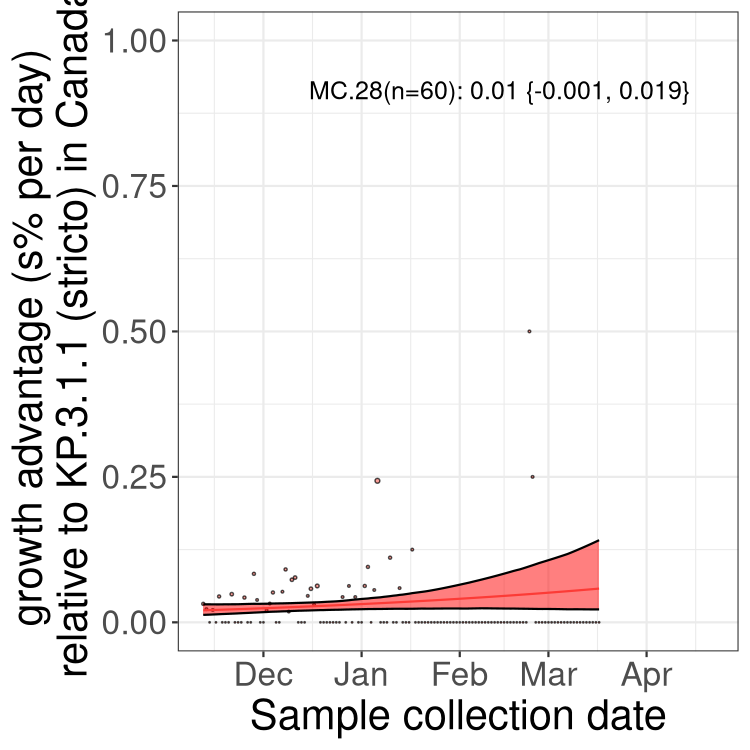 growth advantage (s% per day)
relative to KP.3.1.1 (stricto) in Canada
1.00
0.75
0.50
0.25
0.00
MC.28(n=60): 0.01 {-0.001, 0.019}
Dec Jan Feb Mar Apr
Sample collection date